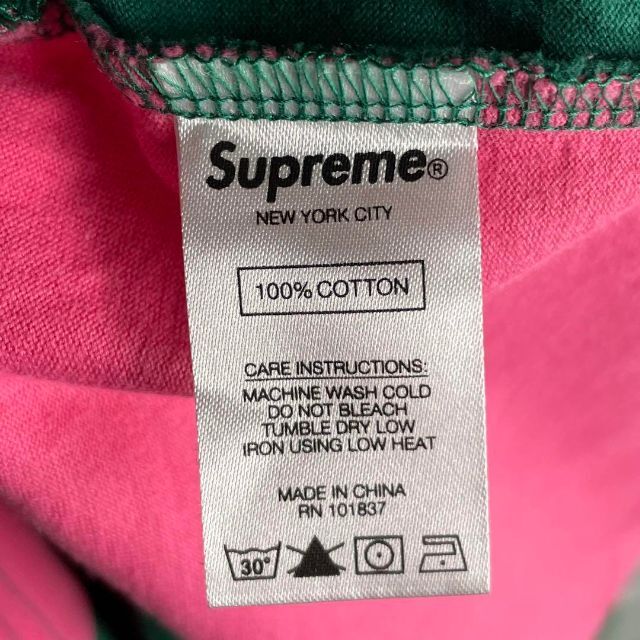 Supreme®
NEW YORK CITY
100% COTTON
CARE INSTRUCTIONS:
MACHINE WASH COLD
DO NOT BLEACH
TUMBLE DRY LOW
IRON USING LOW HEAT
MADE IN CHINA
RN 101837
30°